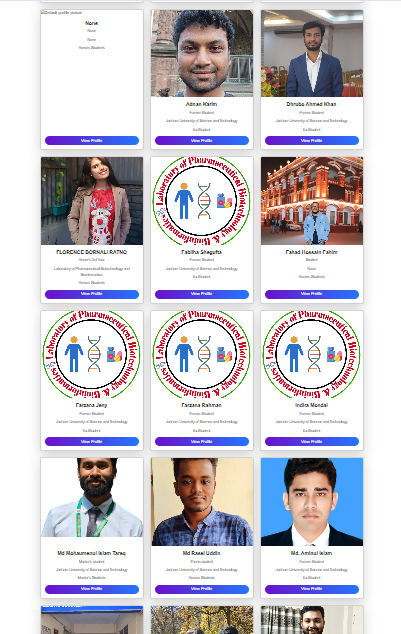 Default profile picture
None
None
None
Honors Students
View Profile
Adnan Karim
Former Student
Jashore University of Science and Technology
Ex-Student
View Profile
Dhrubo Ahmed Khan
Former Student
Jashore University of Science and Technology
Ex-Student
View Profile
FLORENCE BORNALI RATNO
Honor's 3rd Year
Laboratory of Pharmaceutical Biotechnology and
Bioinformatics
Honors Students
View Profile
Laboratory of Pharmaceutical Biotechnology
& Bioinformatics
Fabiha Shegufta
Former Student
Jashore University of Science and Technology
Ex-Student
View Profile
Fahad Hossain Fahim
Student
None
Honors Students
View Profile
Laboratory of Pharmaceutical Biotechnology
& Bioinformatics
Farzana Jeny
Former Student
Jashore University of Science and Technology
Ex-Student
View Profile
Laboratory of Pharmaceutical Biotechnology
& Bioinformatics
Farzana Rahman
Former Student
Jashore University of Science and Technology
Ex-Student
View Profile
Laboratory of Pharmaceutical Biotechnology
& Bioinformatics
Indira Mondal
Former Student
Jashore University of Science and Technology
Ex-Student
View Profile
Md Mohaumenul Islam Tareq
Master's student
Jashore University of Science and Technology
Master's Students
View Profile
Md Rasel Uddin
Jashore University of Science and Technology
Honors Students
View Profile
Md. Aminul Islam
Former Student
Jashore University of Science and Technology
Ex-Student
View Profile